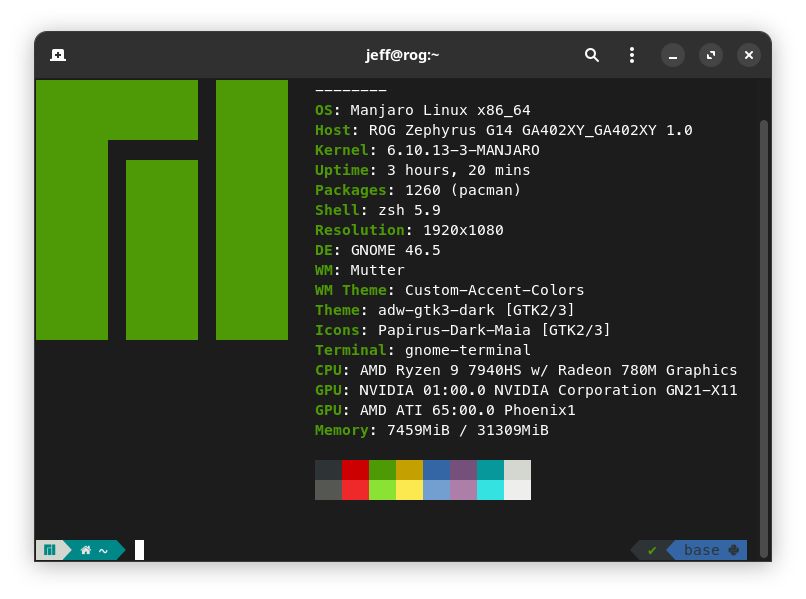 jeff@rog:~
--------
OS: Manjaro Linux x86_64
Host: ROG Zephyrus G14 GA402XY_GA402XY 1.0
Kernel: 6.10.13-3-MANJARO
Uptime: 3 hours, 20 mins
Packages: 1260 (pacman)
Shell: zsh 5.9
Resolution: 1920x1080
DE: GNOME 46.5
WM: Mutter
WM Theme: Custom-Accent-Colors
Theme: adw-gtk3-dark [GTK2/3]
Icons: Papirus-Dark-Maia [GTK2/3]
Terminal: gnome-terminal
CPU: AMD Ryzen 9 7940HS w/ Radeon 780M Graphics
GPU: NVIDIA 01:00.0 NVIDIA Corporation GN21-X11
GPU: AMD ATI 65:00.0 Phoenix1
Memory: 7459MiB / 31309MiB
~ ✔ base